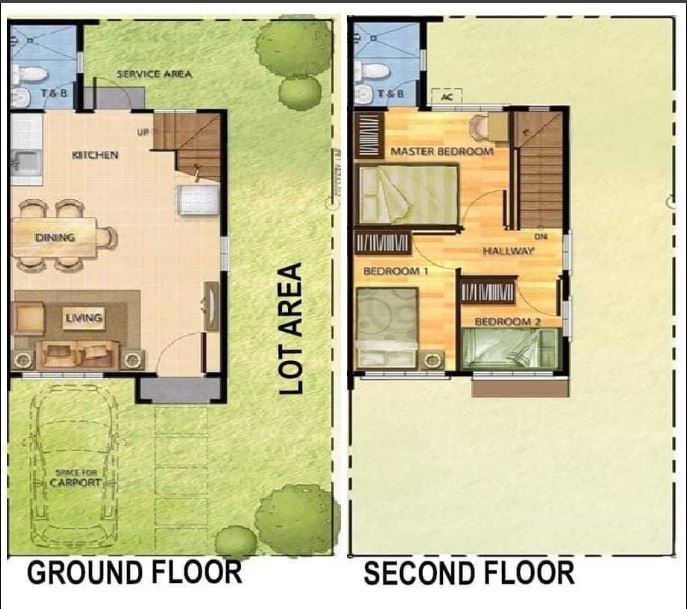 T & B
SERVICE AREA
UP
KITCHEN
DINING
LIVING
LOT AREA
SPACE FOR
CARPORT
GROUND FLOOR
T & B
AC
MASTER BEDROOM
DN
HALLWAY
BEDROOM 1
BEDROOM 2
SECOND FLOOR